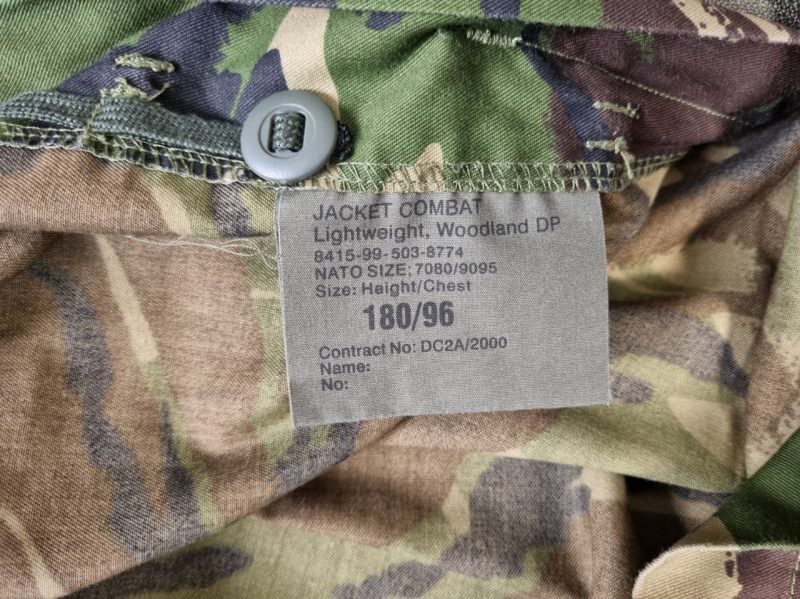 JACKET COMBAT
Lightweight, Woodland DP
8415-99-503-8774
NATO SIZE: 7080/9095
Size: Height/Chest
180/96
Contract No: DC2A/2000
Name:
No: